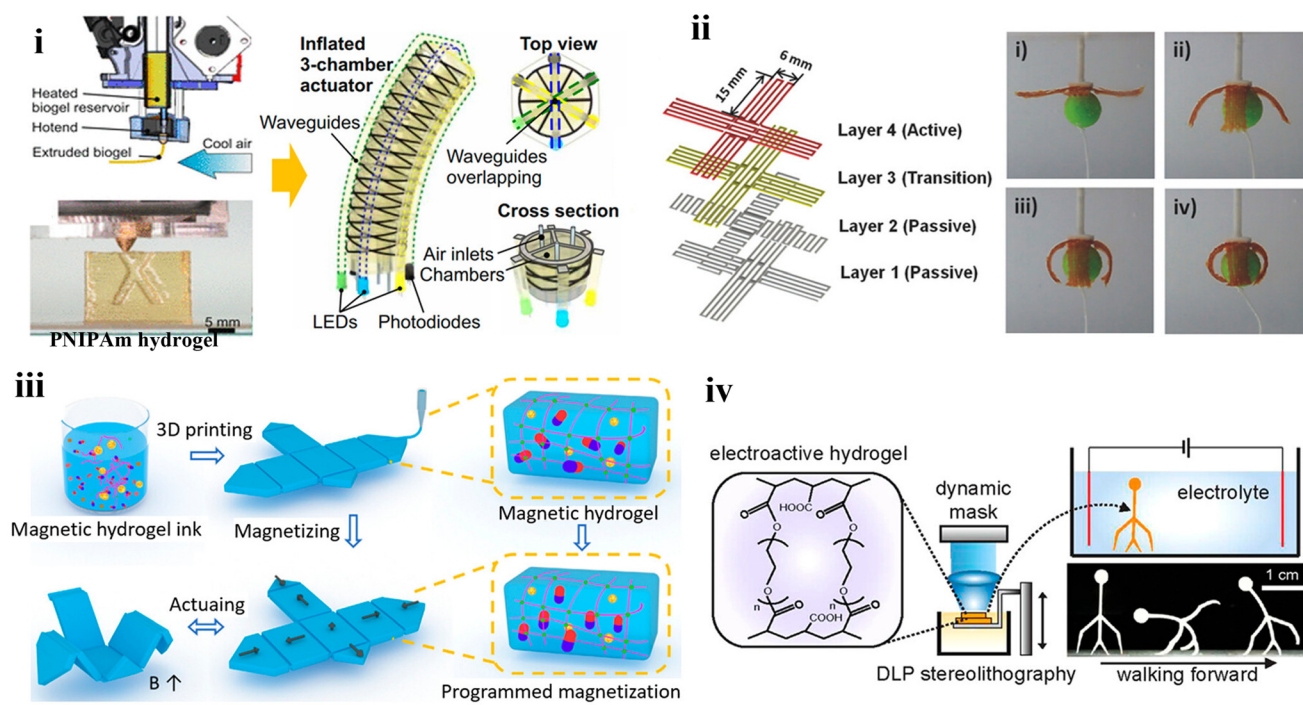 i
Heated
biogel reservoir
Hotend
Extruded biogel
Cool air
5 mm
PNIPAm hydrogel
Inflated
3-chamber
actuator
Waveguides
LEDs
Photodiodes
Top view
Waveguides
overlapping
Cross section
Air inlets
Chambers
ii
15 mm
6 mm
Layer 4 (Active)
Layer 3 (Transition)
Layer 2 (Passive)
Layer 1 (Passive)
i)
ii)
iii)
iv)
iii
3D printing
Magnetic hydrogel ink
Magnetizing
Magnetic hydrogel
Actuaing
B ↑
Programmed magnetization
iv
electroactive hydrogel
O
HOOC
O
O
O
n
n
O
O
O
COOH
O
dynamic
mask
DLP stereolithography
electrolyte
1 cm
walking forward